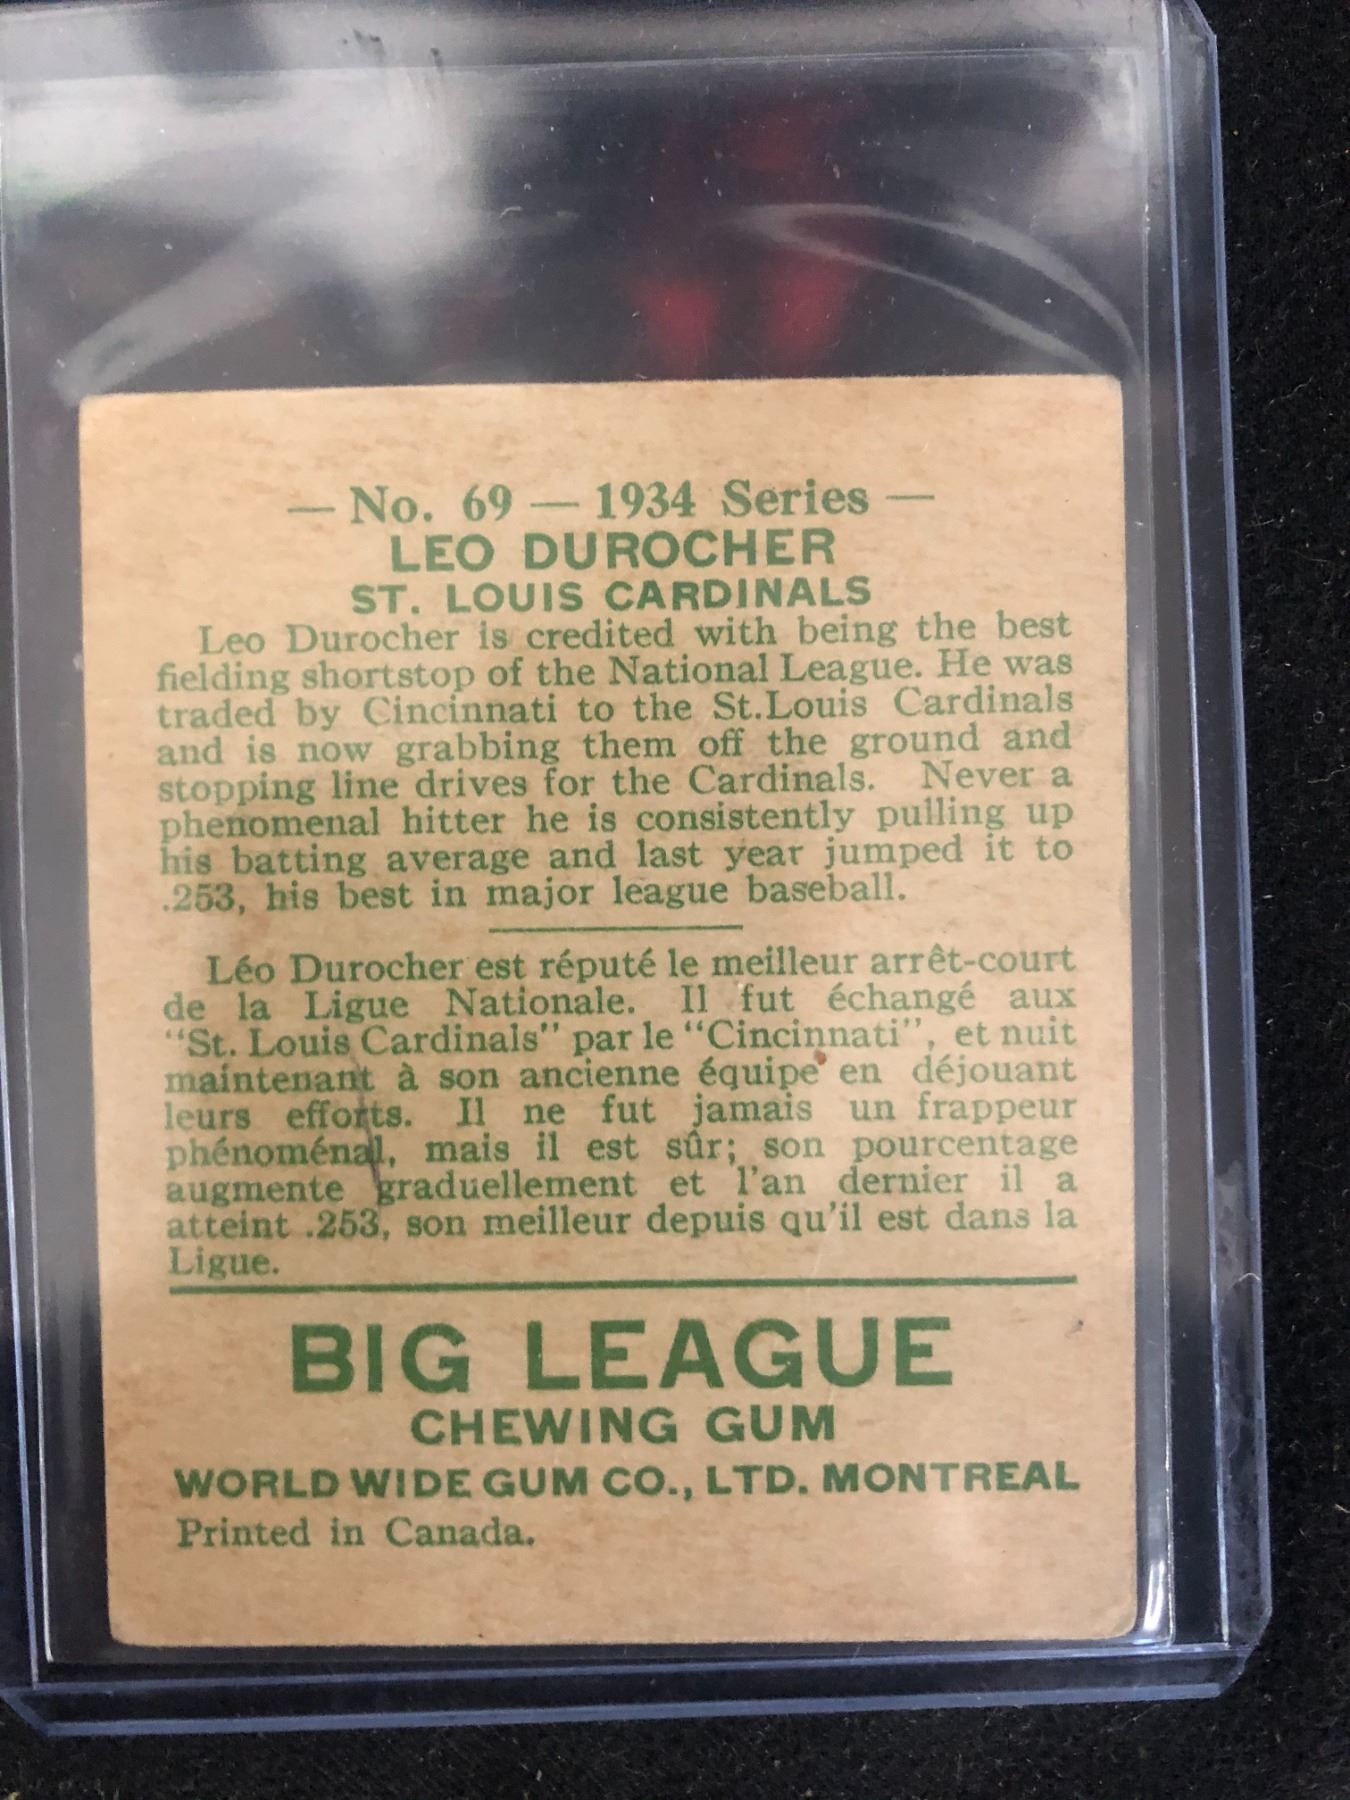 — No. 69 — 1934 Series —
LEO DUROCHER
ST. LOUIS CARDINALS
Leo Durocher is credited with being the best
fielding shortstop of the National League. He was
traded by Cincinnati to the St.Louis Cardinals
and is now grabbing them off the ground and
stopping line drives for the Cardinals. Never a
phenomenal hitter he is consistently pulling up
his batting average and last year jumped it to
.253, his best in major league baseball.
Léo Durocher est réputé le meilleur arrêt-court
de la Ligue Nationale. Il fut échangé aux
"St. Louis Cardinals" par le "Cincinnati", et nuit
maintenant à son ancienne équipe en déjouant
leurs efforts. Il ne fut jamais un frappeur
phénoménal, mais il est sûr; son pourcentage
augmente graduellement et l'an dernier il a
atteint .253, son meilleur depuis qu'il est dans la
Ligue.
BIG LEAGUE
CHEWING GUM
WORLD WIDE GUM CO., LTD. MONTREAL
Printed in Canada.